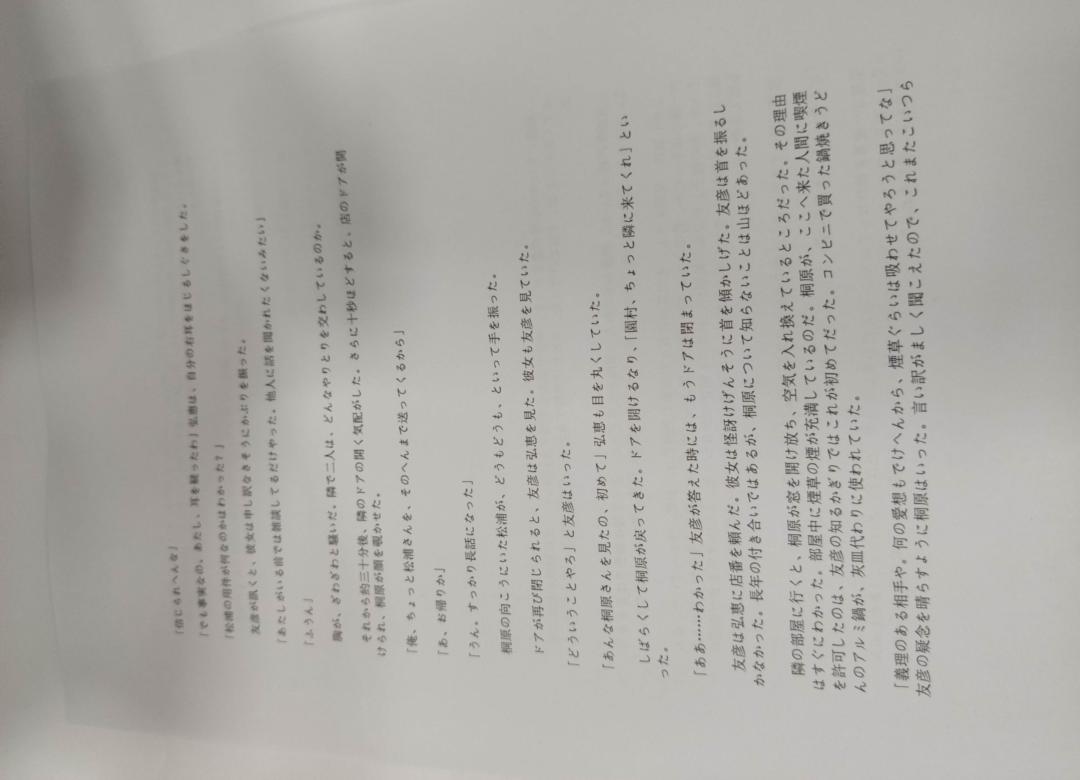 「信じられへんな」
「でも事実なの。あたし、耳を疑ったわ」弘恵は、自分の右耳をほじるしぐさをした。
「松浦の用件が何なのかはわかった？」
友彦が訊くと、彼女は申し訳なさそうにかぶりを振った。
「あたしがいる前では雑談してるだけやった。他人に話を聞かれたくないみたい」
「ふうん」
胸が、ざわざわと騒いだ。隣で二人は、どんなやりとりを交わしているのか。
それから約三十分後、隣のドアの開く気配がした。さらに十秒ほどすると、店のドアが開
けられ、桐原が顔を覗かせた。
「俺、ちょっと松浦さんを、そのへんまで送ってくるから」
「あ、お帰りか」
「うん。すっかり長話になった」
桐原の向こうにいた松浦が、どうもどうも、といって手を振った。
ドアが再び閉じられると、友彦は弘恵を見た。彼女も友彦を見ていた。
「どういうことやろ」と友彦はいった。
「あんな桐原さんを見たの、初めて」弘恵も目を丸くしていた。
しばらくして桐原が戻ってきた。ドアを開けるなり、「園村、ちょっと隣に来てくれ」とい
った。
「ああ……わかった」友彦が答えた時には、もうドアは閉まっていた。
友彦は弘恵に店番を頼んだ。彼女は怪訝げんそうに首を傾かしげた。友彦は首を振るし
かなかった。長年の付き合いではあるが、桐原について知らないことは山ほどあった。
隣の部屋に行くと、桐原が窓を開け放ち、空気を入れ換えているところだった。その理由
はすぐにわかった。部屋中に煙草の煙が充満しているのだ。桐原が、ここへ来た人間に喫煙
を許可したのは、友彦の知るかぎりではこれが初めてだった。コンビニで買った鍋焼きうど
んのアルミ鍋が、灰皿代わりに使われていた。
「義理のある相手や。何の愛想もでけへんから、煙草ぐらいは吸わせてやろうと思ってな」
友彦の疑念を晴らすように桐原はいった。言い訳がましく聞こえたので、これまたこいつら